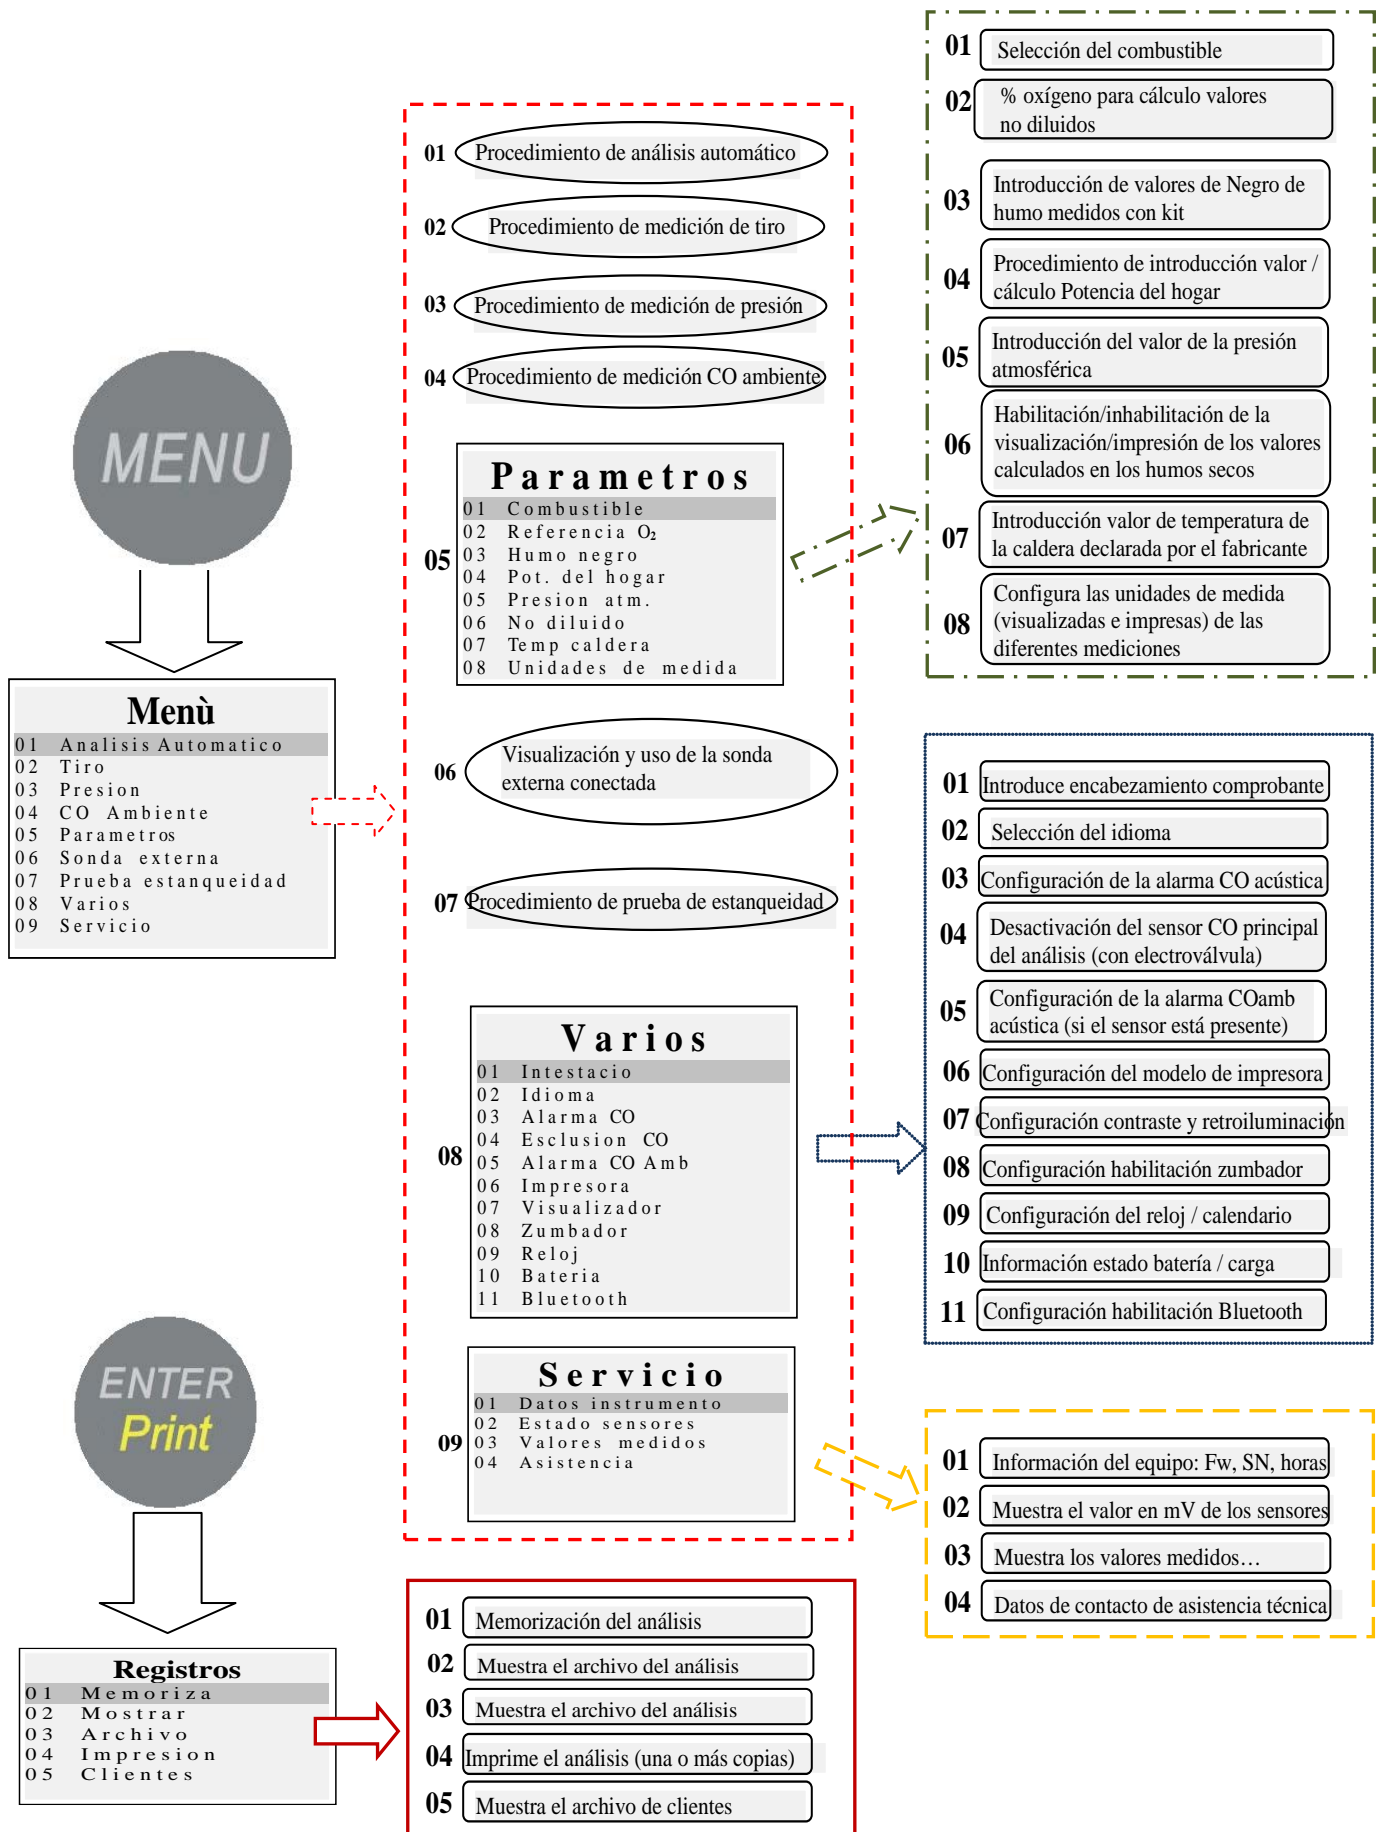 MENU
Menù
01 Analisis Automatico
02 Tiro
03 Presion
04 CO Ambiente
05 Parametros
06 Sonda externa
07 Prueba estanqueidad
08 Varios
09 Servicio
ENTER
Print
Registros
01 Memoriza
02 Mostrar
03 Archivo
04 Impresion
05 Clientes
01 Procedimiento de análisis automático
02 Procedimiento de medición de tiro
03 Procedimiento de medición de presión
04 Procedimiento de medición CO ambiente
05
Parametros
01 Combustible
02 Referencia O₂
03 Humo negro
04 Pot. del hogar
05 Presion atm.
06 No diluido
07 Temp caldera
08 Unidades de medida
06 Visualización y uso de la sonda
externa conectada
07 Procedimiento de prueba de estanqueidad
08
Varios
01 Intestacio
02 Idioma
03 Alarma CO
04 Esclusion CO
05 Alarma CO Amb
06 Impresora
07 Visualizador
08 Zumbador
09 Reloj
10 Bateria
11 Bluetooth
09
Servicio
01 Datos instrumento
02 Estado sensores
03 Valores medidos
04 Asistencia
01 Memorización del análisis
02 Muestra el archivo del análisis
03 Muestra el archivo del análisis
04 Imprime el análisis (una o más copias)
05 Muestra el archivo de clientes
01 Selección del combustible
02 % oxígeno para cálculo valores
no diluidos
03 Introducción de valores de Negro de
humo medidos con kit
04 Procedimiento de introducción valor /
cálculo Potencia del hogar
05 Introducción del valor de la presión
atmosférica
06 Habilitación/inhabilitación de la
visualización/impresión de los valores
calculados en los humos secos
07 Introducción valor de temperatura de
la caldera declarada por el fabricante
08 Configura las unidades de medida
(visualizadas e impresas) de las
diferentes mediciones
01 Introduce encabezamiento comprobante
02 Selección del idioma
03 Configuración de la alarma CO acústica
04 Desactivación del sensor CO principal
del análisis (con electroválvula)
05 Configuración de la alarma COamb
acústica (si el sensor está presente)
06 Configuración del modelo de impresora
07 Configuración contraste y retroiluminación
08 Configuración habilitación zumbador
09 Configuración del reloj / calendario
10 Información estado batería / carga
11 Configuración habilitación Bluetooth
01 Información del equipo: Fw, SN, horas
02 Muestra el valor en mV de los sensores
03 Muestra los valores medidos…
04 Datos de contacto de asistencia técnica